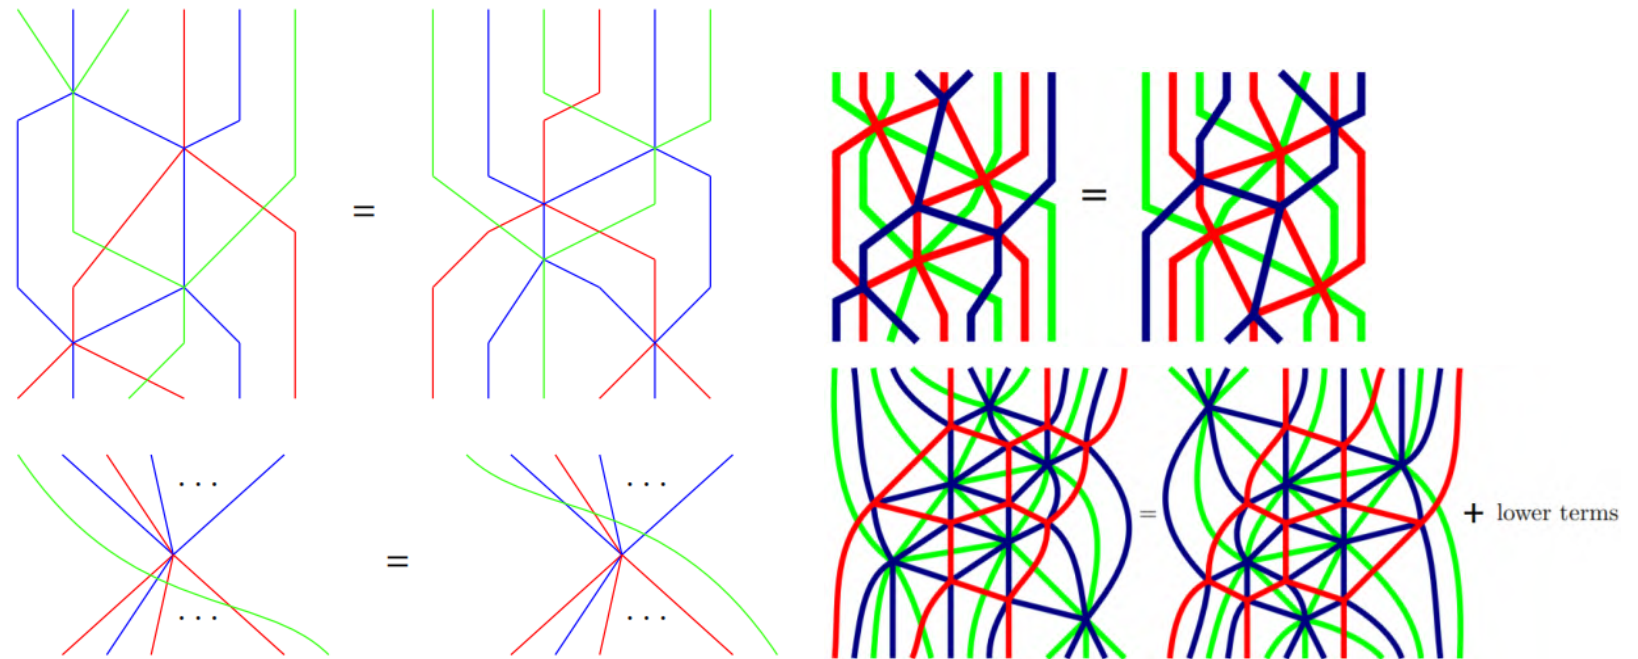 =
=
. . .
. . .
=
. . .
. . .
= + lower terms